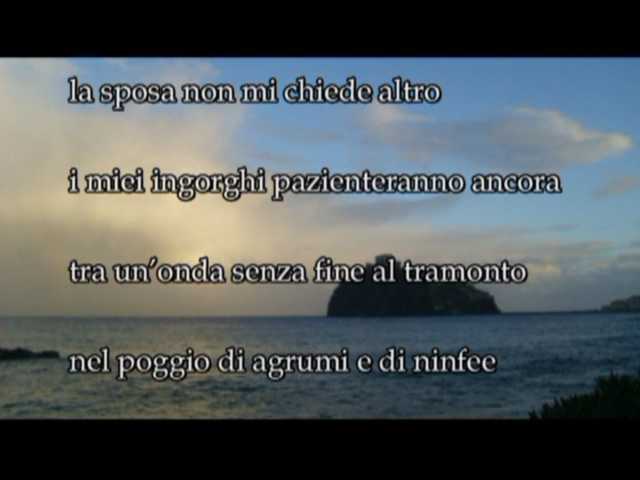 la sposa non mi chiede altro
i miei ingorghi pazienteranno ancora
tra un'onda senza fine al tramonto
nel poggio di agrumi e di ninfee